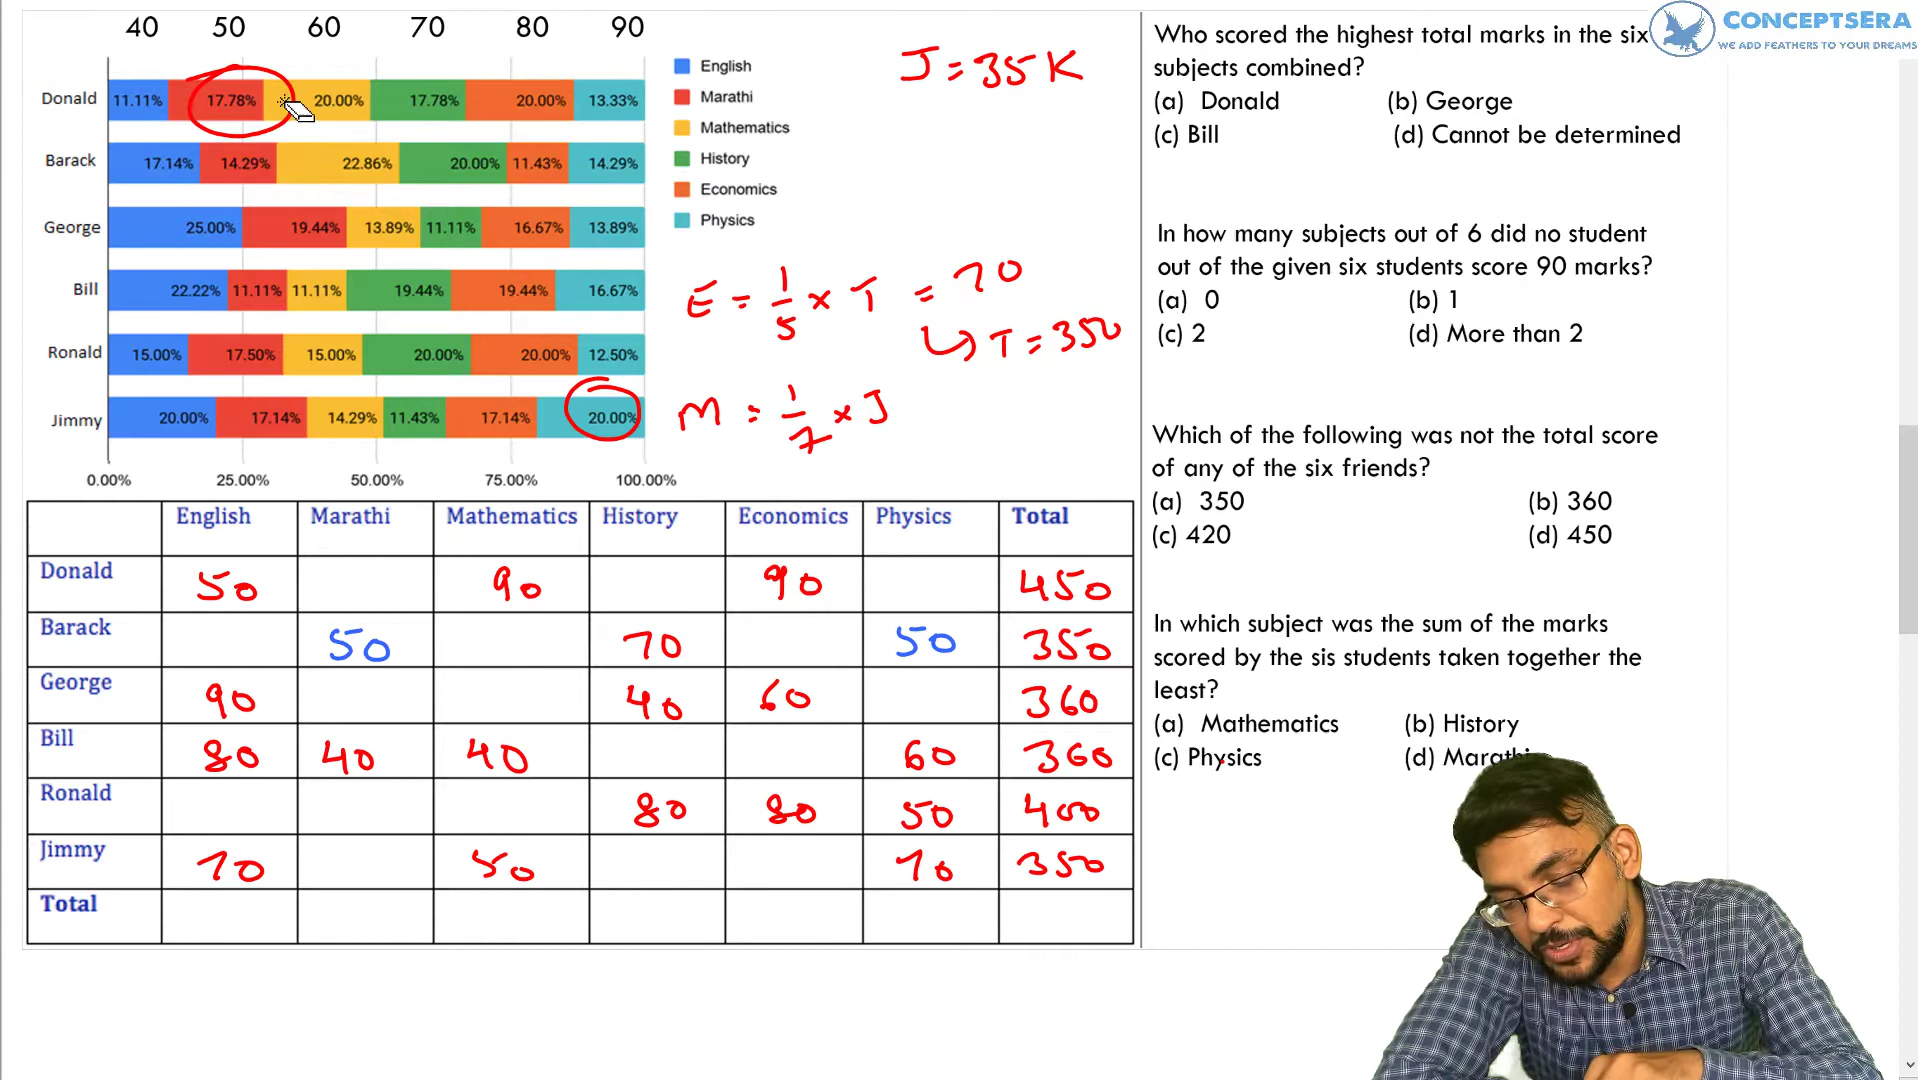 40 50 60 70 80 90
Donald 11.11% 17.78% 20.00% 17.78% 20.00% 13.33%
Barack 17.14% 14.29% 22.86% 20.00% 11.43% 14.29%
George 25.00% 19.44% 13.89% 11.11% 16.67% 13.89%
Bill 22.22% 11.11% 11.11% 19.44% 19.44% 16.67%
Ronald 15.00% 17.50% 15.00% 20.00% 20.00% 12.50%
Jimmy 20.00% 17.14% 14.29% 11.43% 17.14% 20.00%
0.00% 25.00% 50.00% 75.00% 100.00%
English
Marathi
Mathematics
History
Economics
Physics
J = 35 K
E = 1/5 × T = 70
↳ T = 350
M = 1/7 × J
English Marathi Mathematics History Economics Physics Total
Donald 50 90 90 450
Barack 50 70 50 350
George 90 40 60 360
Bill 80 40 40 60 360
Ronald 80 80 50 400
Jimmy 70 50 70 350
Total
CONCEPTSERA
WE ADD FEATHERS TO YOUR DREAMS
Who scored the highest total marks in the six
subjects combined?
(a) Donald (b) George
(c) Bill (d) Cannot be determined
In how many subjects out of 6 did no student
out of the given six students score 90 marks?
(a) 0 (b) 1
(c) 2 (d) More than 2
Which of the following was not the total score
of any of the six friends?
(a) 350 (b) 360
(c) 420 (d) 450
In which subject was the sum of the marks
scored by the sis students taken together the
least?
(a) Mathematics (b) History
(c) Physics (d) Marathi